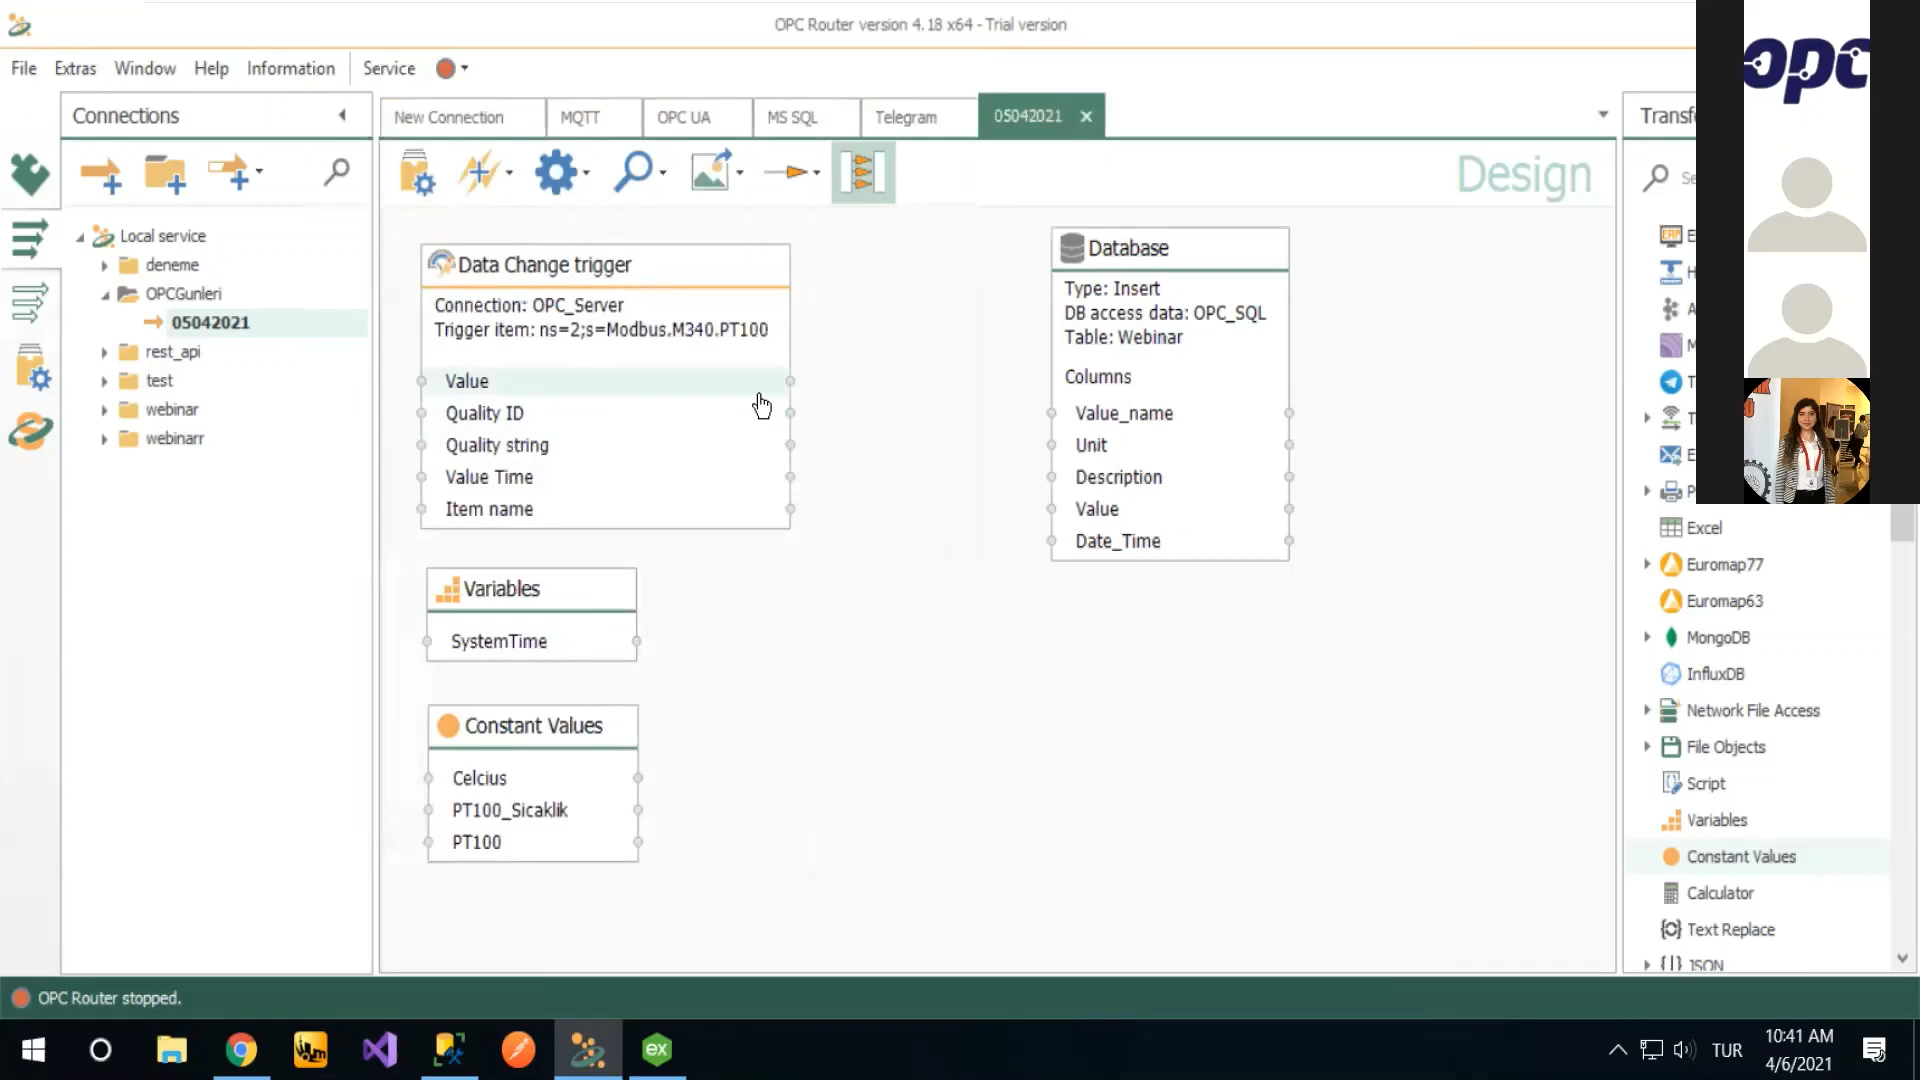 OPC Router version 4.18 x64 - Trial version
opc
File Extras Window Help Information Service
Connections
New Connection MQTT OPC UA MS SQL Telegram 05042021
Design
Local service
deneme
OPCGunleri
05042021
rest_api
test
webinar
webinarr
Data Change trigger
Connection: OPC_Server
Trigger item: ns=2;s=Modbus.M340.PT100
Value
Quality ID
Quality string
Value Time
Item name
Variables
SystemTime
Constant Values
Celcius
PT100_Sicaklik
PT100
Database
Type: Insert
DB access data: OPC_SQL
Table: Webinar
Columns
Value_name
Unit
Description
Value
Date_Time
Transf
Se
ERP
Excel
Euromap77
Euromap63
MongoDB
InfluxDB
Network File Access
File Objects
Script
Variables
Constant Values
Calculator
Text Replace
JSON
OPC Router stopped.
ex
TUR
10:41 AM
4/6/2021